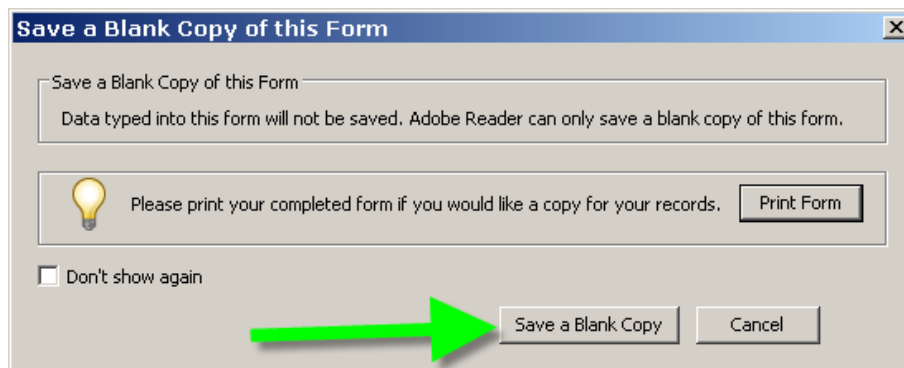 Save a Blank Copy of this Form
Save a Blank Copy of this Form
Data typed into this form will not be saved. Adobe Reader can only save a blank copy of this form.
Please print your completed form if you would like a copy for your records. Print Form
Don't show again
Save a Blank Copy Cancel